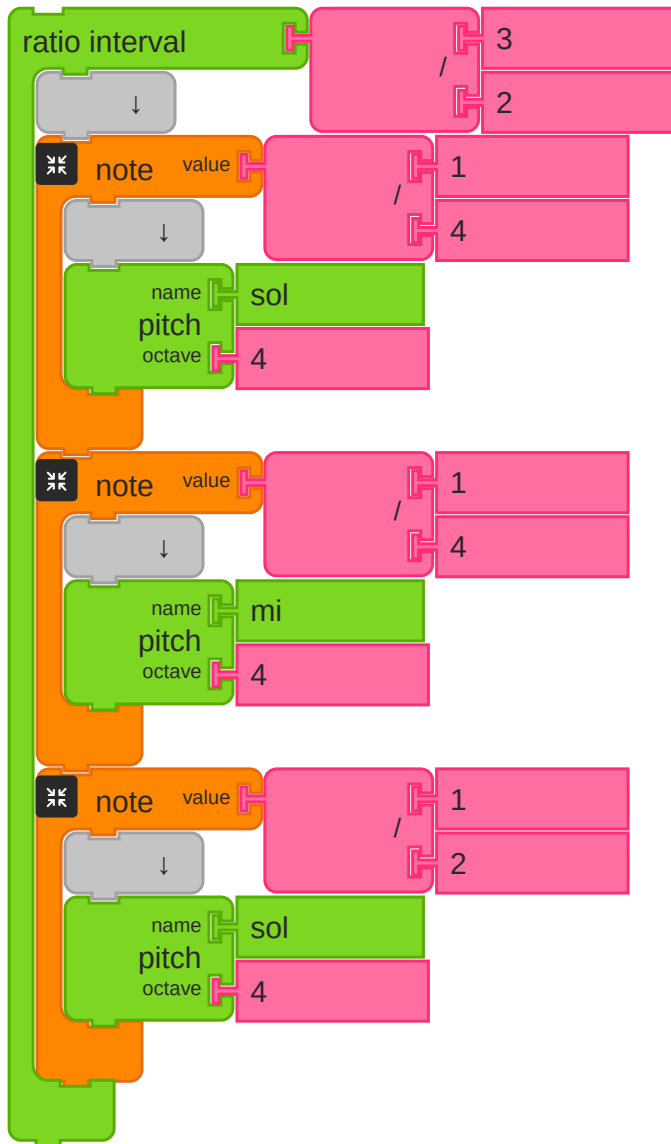 ratio interval / 3
2
↓
note value / 1
4
↓
name sol
pitch
octave 4
note value / 1
4
↓
name mi
pitch
octave 4
note value / 1
2
↓
name sol
pitch
octave 4